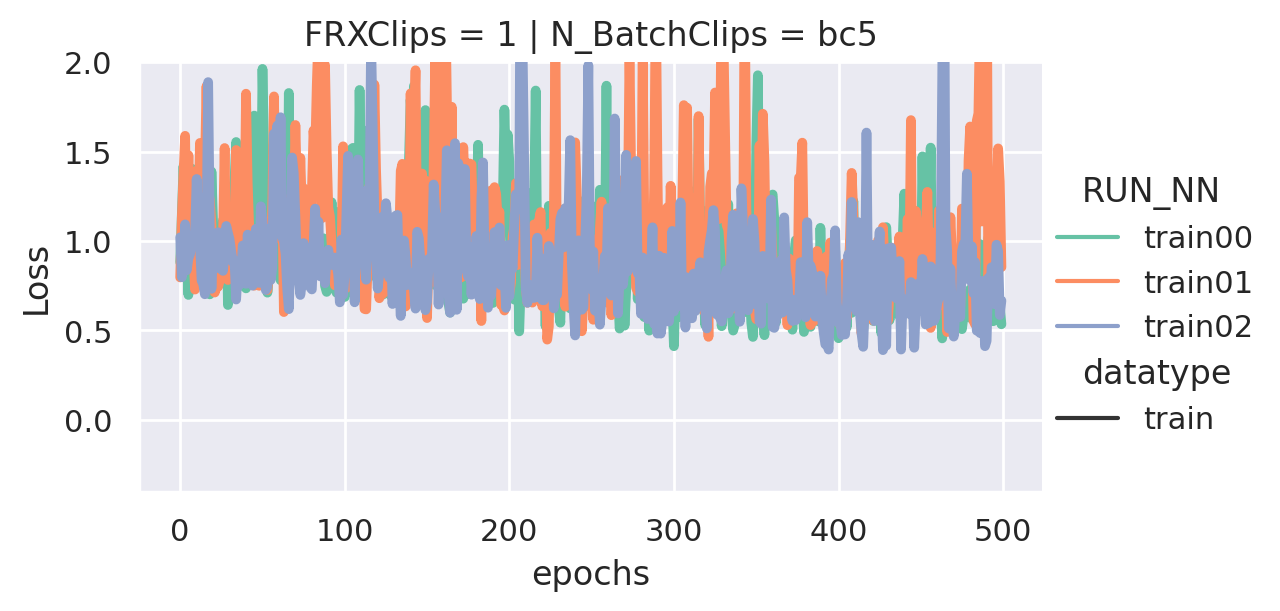 FRXClips = 1 | N_BatchClips = bc5
Loss
2.0
1.5
1.0
0.5
0.0
0 100 200 300 400 500
epochs
RUN_NN
train00
train01
train02
datatype
train